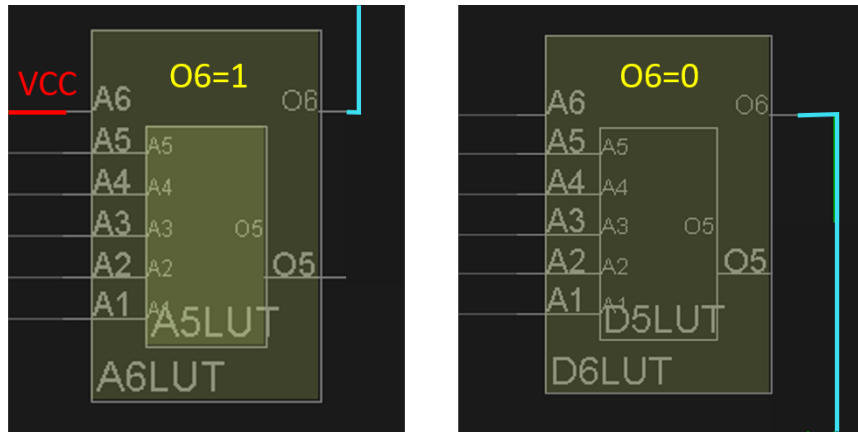 O6=1
VCC
A6
O6
A5 A5
A4 A4
A3 A3 O5
A2 A2 O5
A1 A1
A5LUT
A6LUT
O6=0
A6 O6
A5 A5
A4 A4
A3 A3 O5
A2 A2 O5
A1 A1
D5LUT
D6LUT